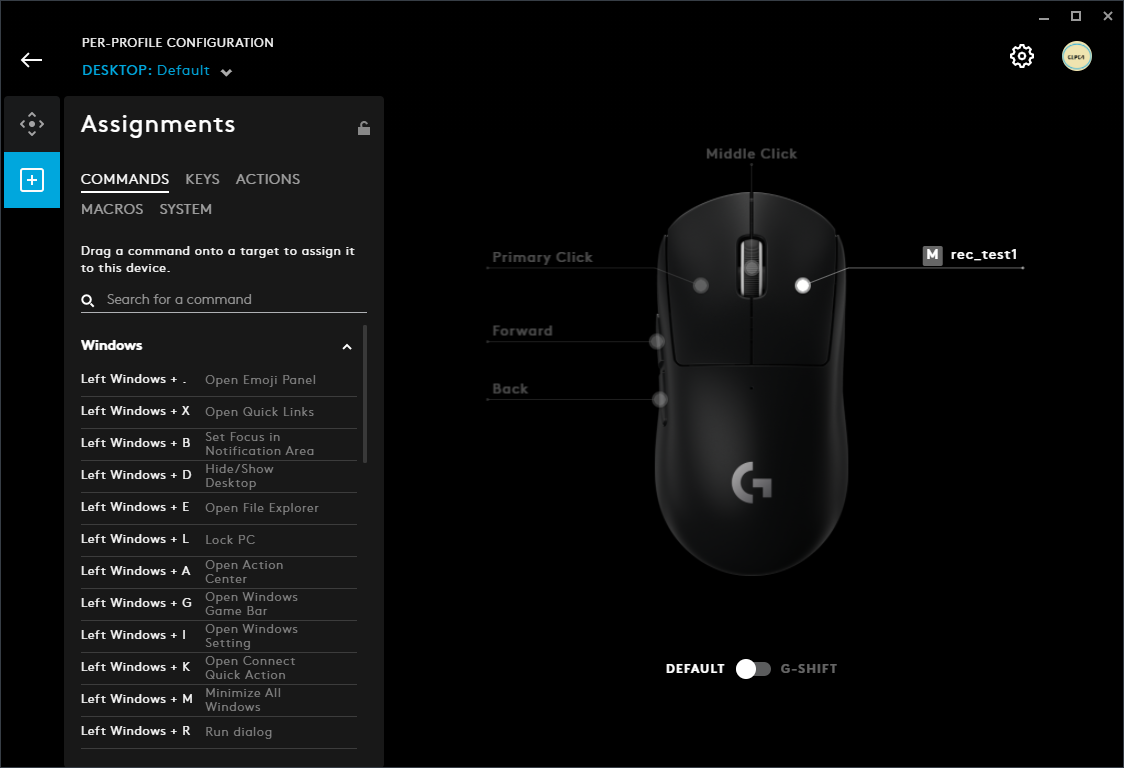 PER-PROFILE CONFIGURATION
DESKTOP: Default
Assignments
COMMANDS KEYS ACTIONS
MACROS SYSTEM
Drag a command onto a target to assign it
to this device.
Search for a command
Windows
Left Windows + . Open Emoji Panel
Left Windows + X Open Quick Links
Left Windows + B Set Focus in
Notification Area
Left Windows + D Hide/Show
Desktop
Left Windows + E Open File Explorer
Left Windows + L Lock PC
Left Windows + A Open Action
Center
Left Windows + G Open Windows
Game Bar
Left Windows + I Open Windows
Setting
Left Windows + K Open Connect
Quick Action
Left Windows + M Minimize All
Windows
Left Windows + R Run dialog
Middle Click
Primary Click
M rec_test1
Forward
Back
G
DEFAULT G-SHIFT